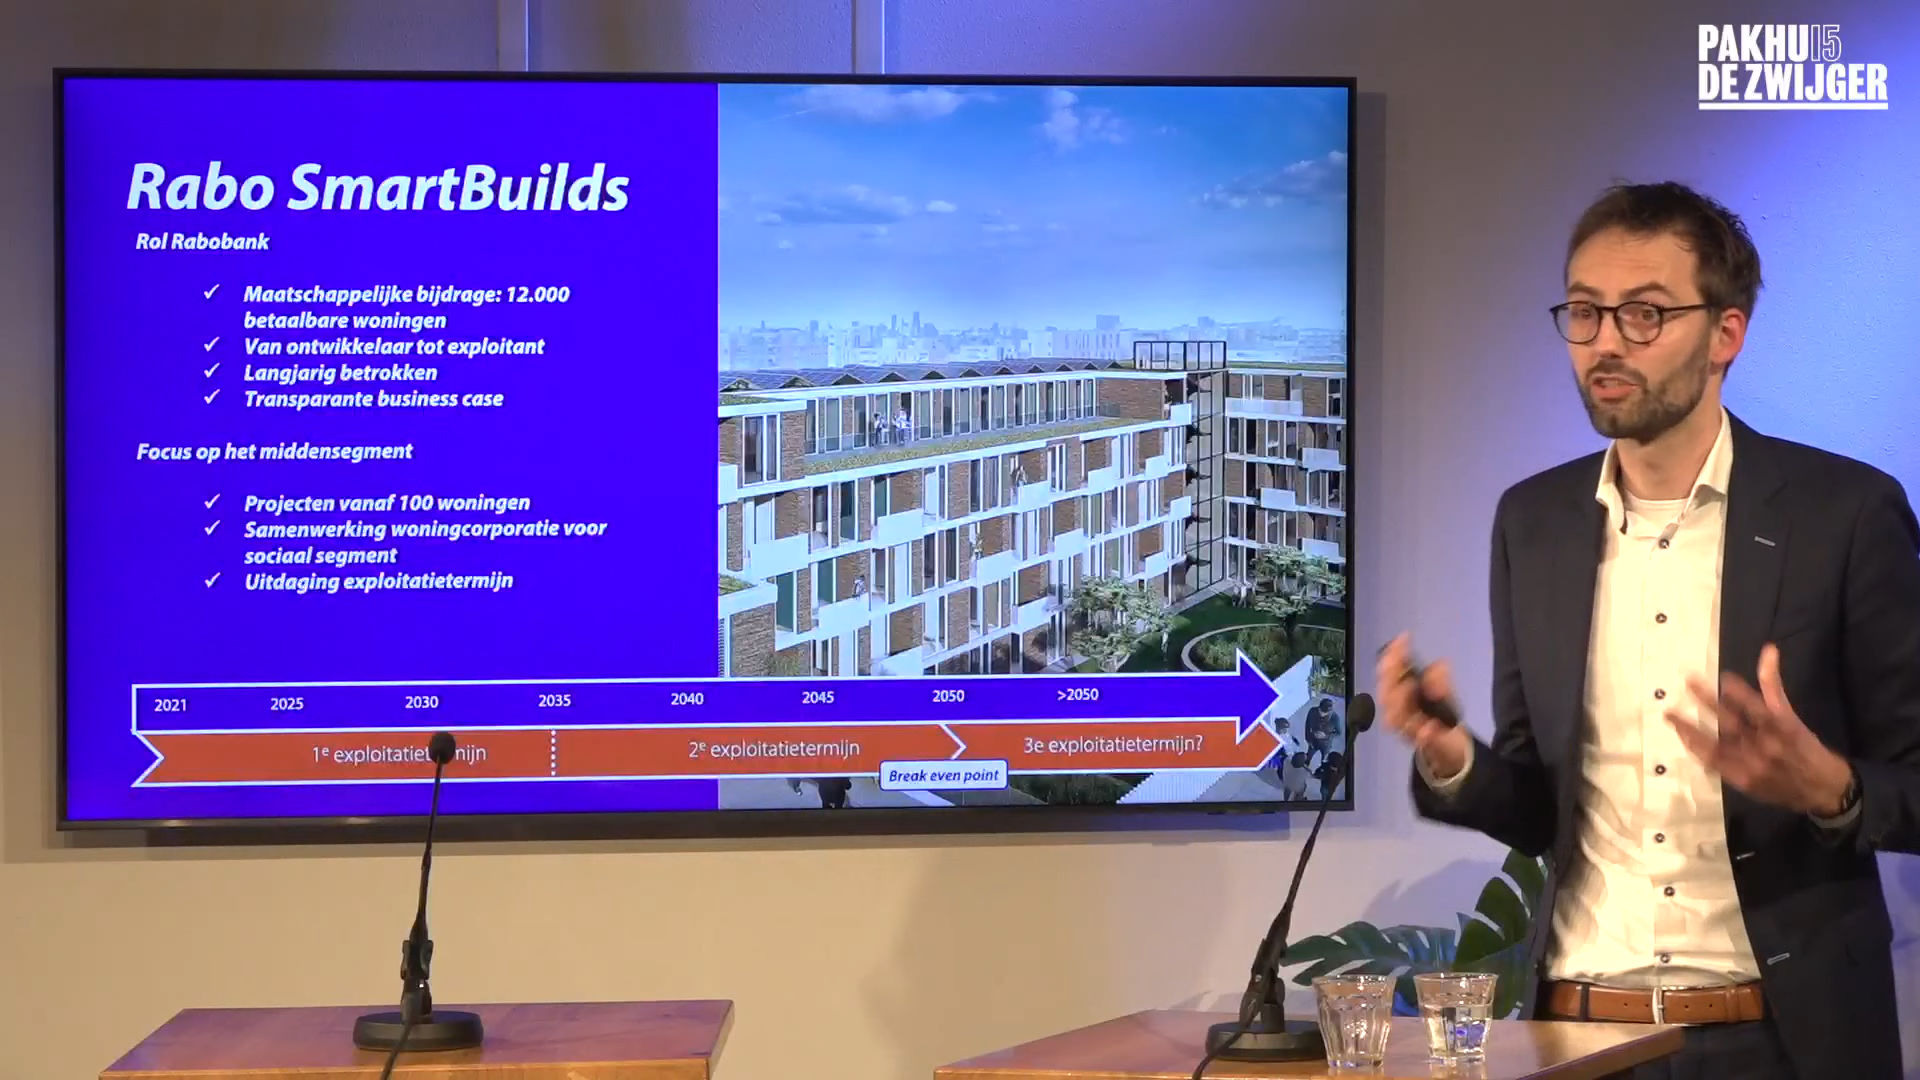 PAKHU15
DE ZWIJGER
Rabo SmartBuilds
Rol Rabobank
✓ Maatschappelijke bijdrage: 12.000
betaalbare woningen
✓ Van ontwikkelaar tot exploitant
✓ Langjarig betrokken
✓ Transparante business case
Focus op het middensegment
✓ Projecten vanaf 100 woningen
✓ Samenwerking woningcorporatie voor
sociaal segment
✓ Uitdaging exploitatietermijn
2021 2025 2030 2035 2040 2045 2050 >2050
1e exploitatietermijn 2e exploitatietermijn 3e exploitatietermijn?
Break even point